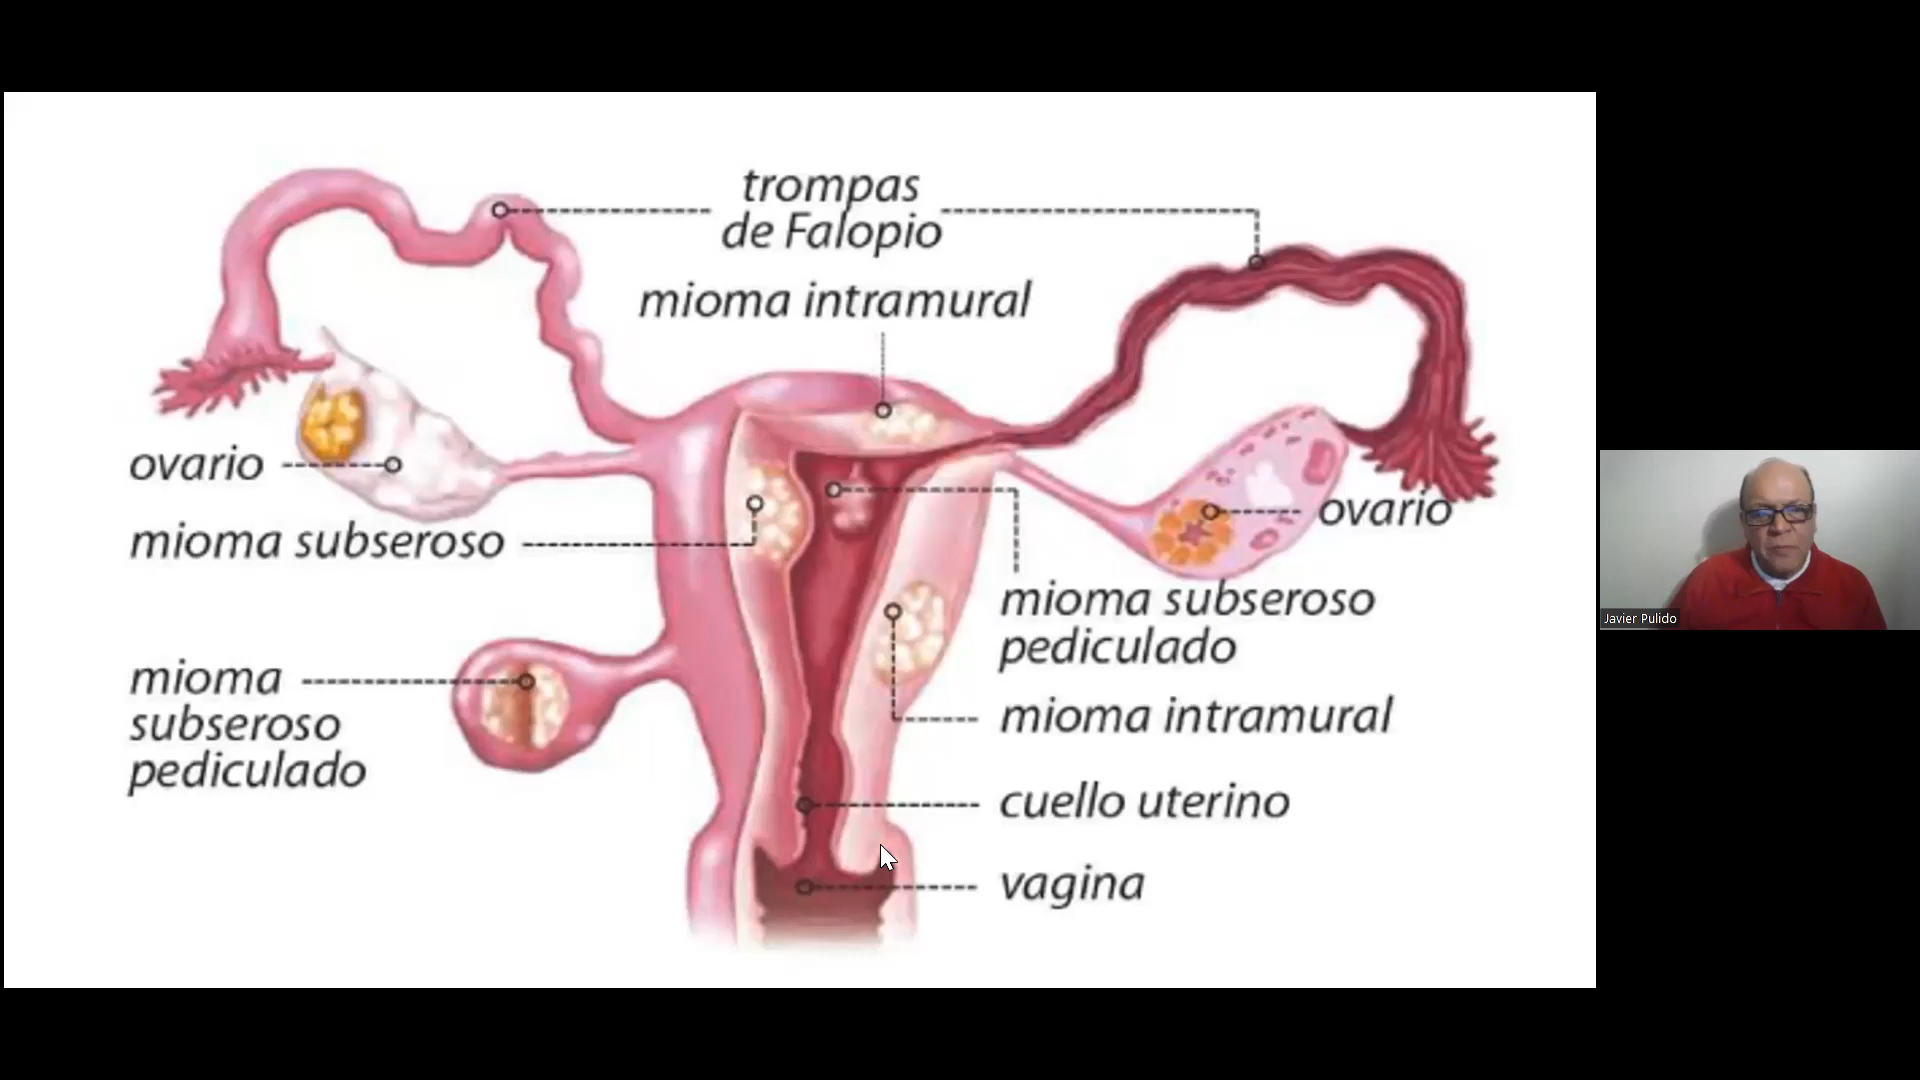 trompas
de Falopio
mioma intramural
ovario
mioma subseroso
ovario
mioma
subseroso
pediculado
mioma subseroso
pediculado
mioma intramural
cuello uterino
vagina
Javier Pulido